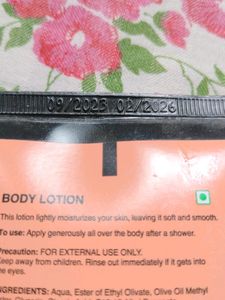 09/2023 02/2026
BODY LOTION
This lotion lightly moisturizes your skin, leaving it soft and smooth.
To use: Apply generously all over the body after a shower.
Precaution: FOR EXTERNAL USE ONLY.
Keep away from children. Rinse out immediately if it gets into
the eyes.
INGREDIENTS: Aqua, Ester of Ethyl Olivate, Olive Oil Methyl